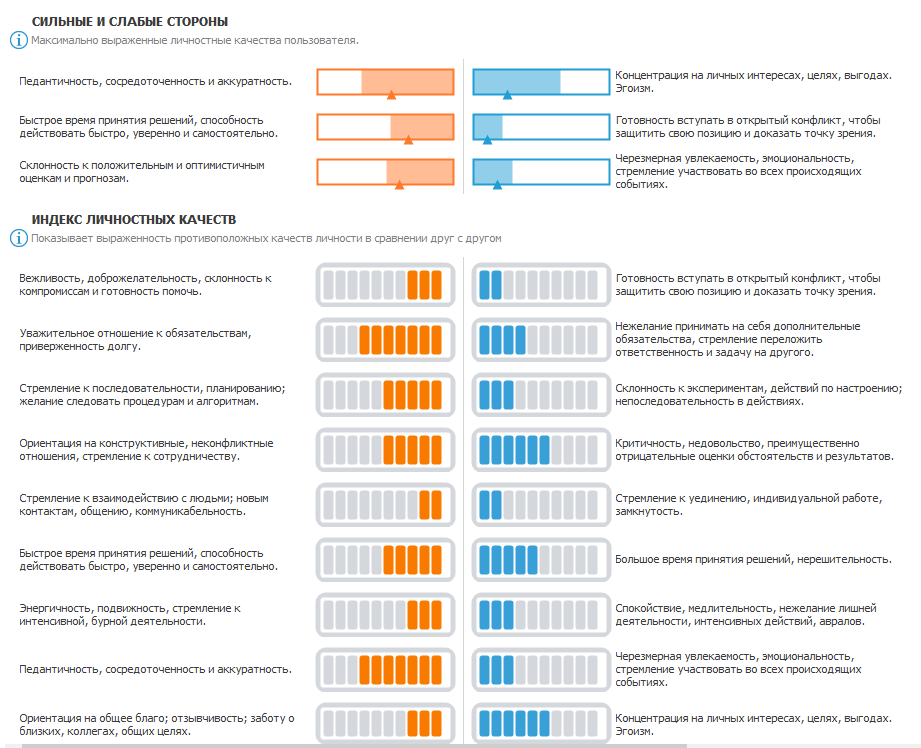 СИЛЬНЫЕ И СЛАБЫЕ СТОРОНЫ
i Максимально выраженные личностные качества пользователя.
Педантичность, сосредоточенность и аккуратность.
Концентрация на личных интересах, целях, выгодах.
Эгоизм.
Быстрое время принятия решений, способность
действовать быстро, уверенно и самостоятельно.
Готовность вступать в открытый конфликт, чтобы
защитить свою позицию и доказать точку зрения.
Склонность к положительным и оптимистичным
оценкам и прогнозам.
Черезмерная увлекаемость, эмоциональность,
стремление участвовать во всех происходящих
событиях.
ИНДЕКС ЛИЧНОСТНЫХ КАЧЕСТВ
i Показывает выраженность противоположных качеств личности в сравнении друг с другом
Вежливость, доброжелательность, склонность к
компромиссам и готовность помочь.
Готовность вступать в открытый конфликт, чтобы
защитить свою позицию и доказать точку зрения.
Уважительное отношение к обязательствам,
приверженность долгу.
Нежелание принимать на себя дополнительные
обязательства, стремление переложить
ответственность и задачу на другого.
Стремление к последовательности, планированию;
желание следовать процедурам и алгоритмам.
Склонность к экспериментам, действий по настроению;
непоследовательность в действиях.
Ориентация на конструктивные, неконфликтные
отношения, стремление к сотрудничеству.
Критичность, недовольство, преимущественно
отрицательные оценки обстоятельств и результатов.
Стремление к взаимодействию с людьми; новым
контактам, общению, коммуникабельность.
Стремление к уединению, индивидуальной работе,
замкнутость.
Быстрое время принятия решений, способность
действовать быстро, уверенно и самостоятельно.
Большое время принятия решений, нерешительность.
Энергичность, подвижность, стремление к
интенсивной, бурной деятельности.
Спокойствие, медлительность, нежелание лишней
деятельности, интенсивных действий, авралов.
Педантичность, сосредоточенность и аккуратность.
Черезмерная увлекаемость, эмоциональность,
стремление участвовать во всех происходящих
событиях.
Ориентация на общее благо; отзывчивость; заботу о
близких, коллегах, общих целях.
Концентрация на личных интересах, целях, выгодах.
Эгоизм.